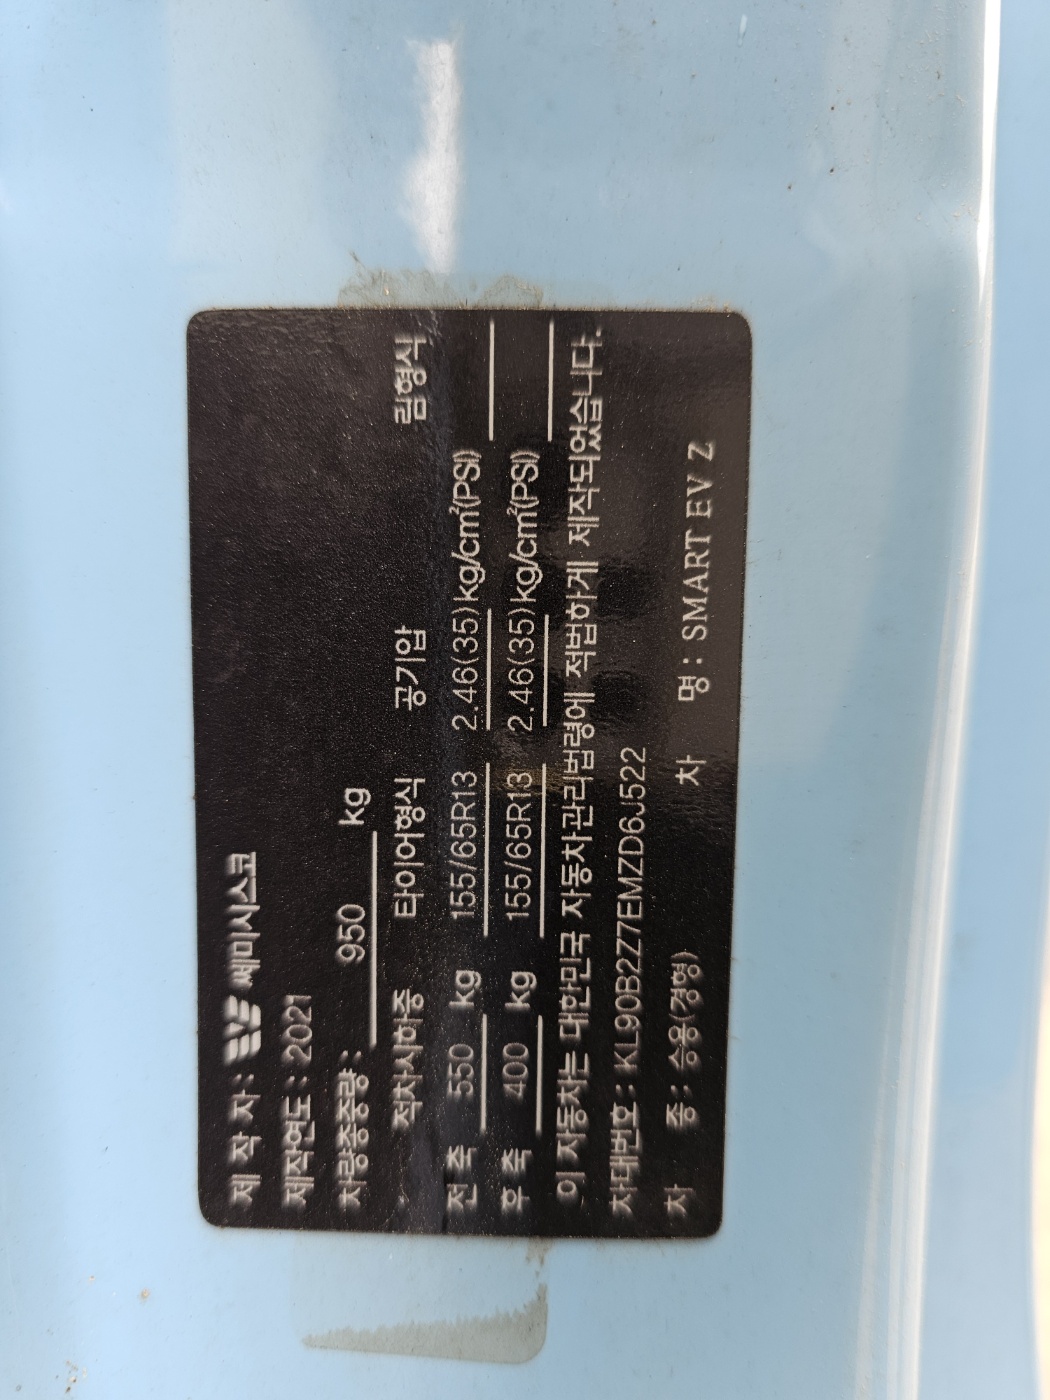 제 작 자 : 쎄미시스코
제작연도 : 2021
차량총중량 : 950 kg
적차시하중 타이어형식 공기압 림형식
전 축 550 kg 155/65R13 2.46(35)kg/cm²(PSI)
후 축 400 kg 155/65R13 2.46(35)kg/cm²(PSI)
이 자동차는 대한민국 자동차관리법령에 적법하게 제작되었습니다.
차대번호 : KL90B2Z7EMZD6J522
차 종 : 승용(경형) 차 명 : SMART EV Z